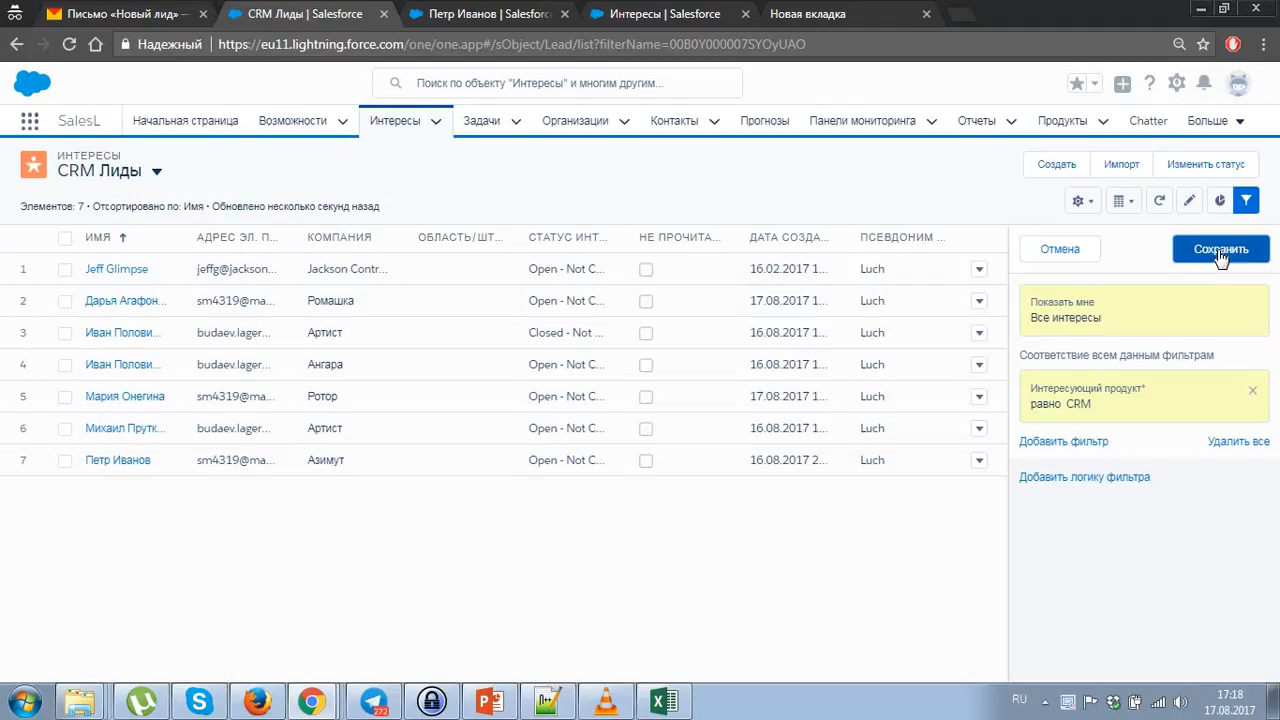 Письмо «Новый лид» —
CRM Лиды | Salesforce
Петр Иванов | Salesforc
Интересы | Salesforce
Новая вкладка
Надежный
https://eu11.lightning.force.com/one/one.app#/sObject/Lead/list?filterName=00B0Y000007SYOyUAO
Поиск по объекту "Интересы" и многим другим...
SalesL
Начальная страница
Возможности
Интересы
Задачи
Организации
Контакты
Прогнозы
Панели мониторинга
Отчеты
Продукты
Chatter
Больше
ИНТЕРЕСЫ
CRM Лиды
Создать
Импорт
Изменить статус
Элементов: 7 • Отсортировано по: Имя • Обновлено несколько секунд назад
ИМЯ
АДРЕС ЭЛ. П...
КОМПАНИЯ
ОБЛАСТЬ/ШТ...
СТАТУС ИНТ...
НЕ ПРОЧИТА...
ДАТА СОЗДА...
ПСЕВДОНИМ ...
1 Jeff Glimpse jeffg@jackson... Jackson Contr... Open - Not C... 16.02.2017 1... Luch
2 Дарья Агафон... sm4319@ma... Ромашка Open - Not C... 17.08.2017 1... Luch
3 Иван Полови... budaev.lager... Артист Closed - Not ... 16.08.2017 1... Luch
4 Иван Полови... budaev.lager... Ангара Open - Not C... 16.08.2017 1... Luch
5 Мария Онегина sm4319@ma... Ротор Open - Not C... 17.08.2017 1... Luch
6 Михаил Прутк... budaev.lager... Артист Open - Not C... 16.08.2017 1... Luch
7 Петр Иванов sm4319@ma... Азимут Open - Not C... 16.08.2017 2... Luch
Отмена
Сохранить
Показать мне
Все интересы
Соответствие всем данным фильтрам
Интересующий продукт*
равно CRM
Добавить фильтр
Удалить все
Добавить логику фильтра
222
RU
17:18
17.08.2017